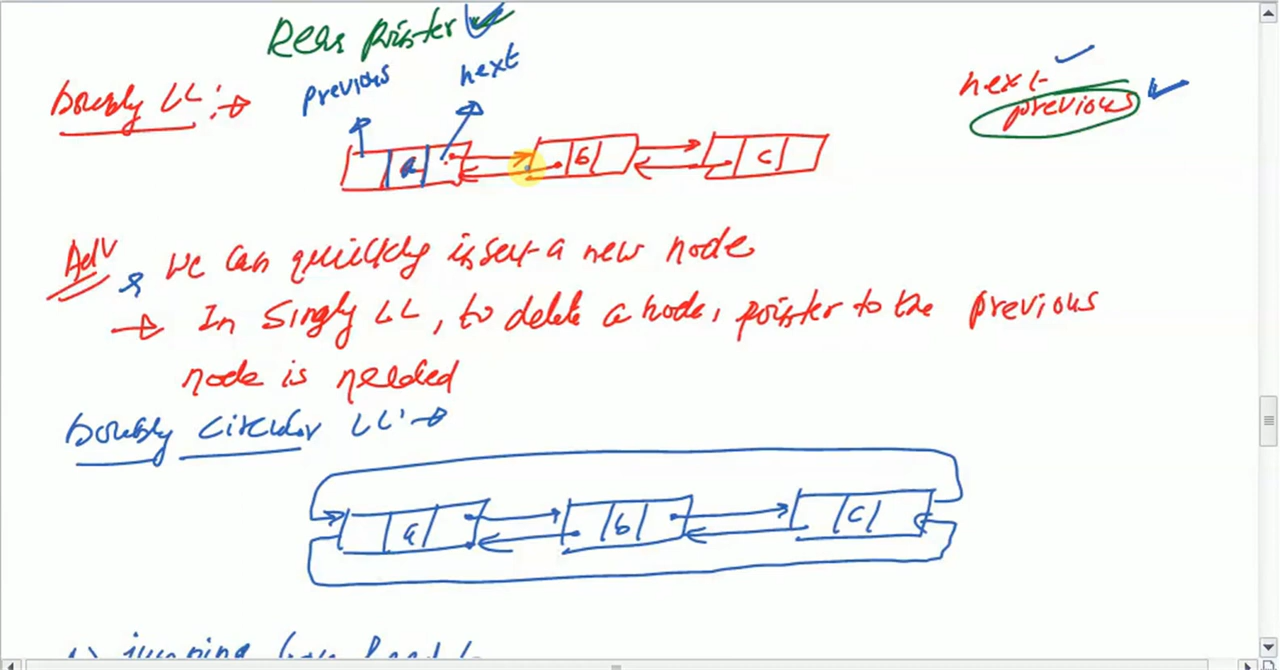 Rear pointer
previous next
next
previous
Doubly LL:→
a b c
Adv
→ We can quickly insert a new node
→ In Singly LL, to delete a node, pointer to the previous
node is needed
Doubly circular LL:→
a b c